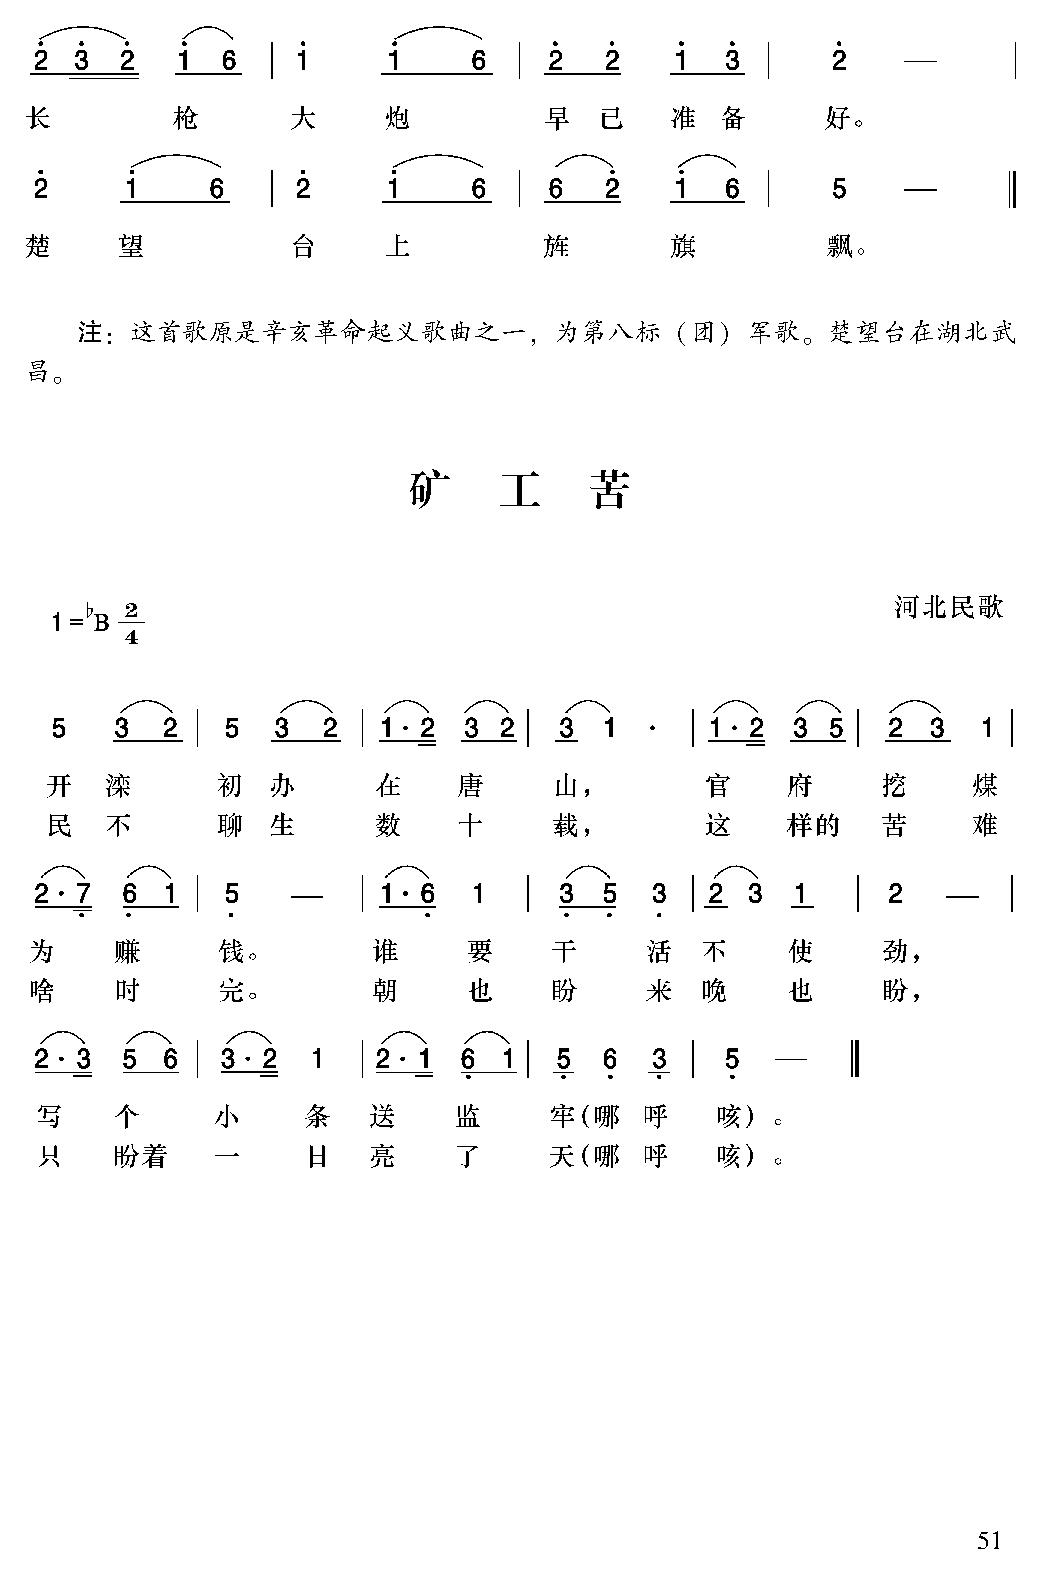 2 3 2 1 6 | 1 1 6 | 2 2 1 3 | 2 — |
长 枪 大 炮 早 已 准 备 好。
2 1 6 | 2 1 6 | 6 2 1 6 | 5 — ‖
楚 望 台 上 旌 旗 飘。
注：这首歌原是辛亥革命起义歌曲之一，为第八标（团）军歌。楚望台在湖北武
昌。
矿 工 苦
1=♭B 2/4
河北民歌
5 3 2 | 5 3 2 | 1·2 3 2 | 3 1 · | 1·2 3 5 | 2 3 1 |
开 滦 初 办 在 唐 山， 官 府 挖 煤
民 不 聊 生 数 十 载， 这 样的 苦 难
2·7 6 1 | 5 — | 1·6 1 | 3 5 3 | 2 3 1 | 2 — |
为 赚 钱。 谁 要 干 活 不 使 劲，
啥 时 完。 朝 也 盼 来 晚 也 盼，
2·3 5 6 | 3·2 1 | 2·1 6 1 | 5 6 3 | 5 — ‖
写 个 小 条 送 监 牢(哪 呼 咳)。
只 盼着 一 日 亮 了 天(哪 呼 咳)。
51